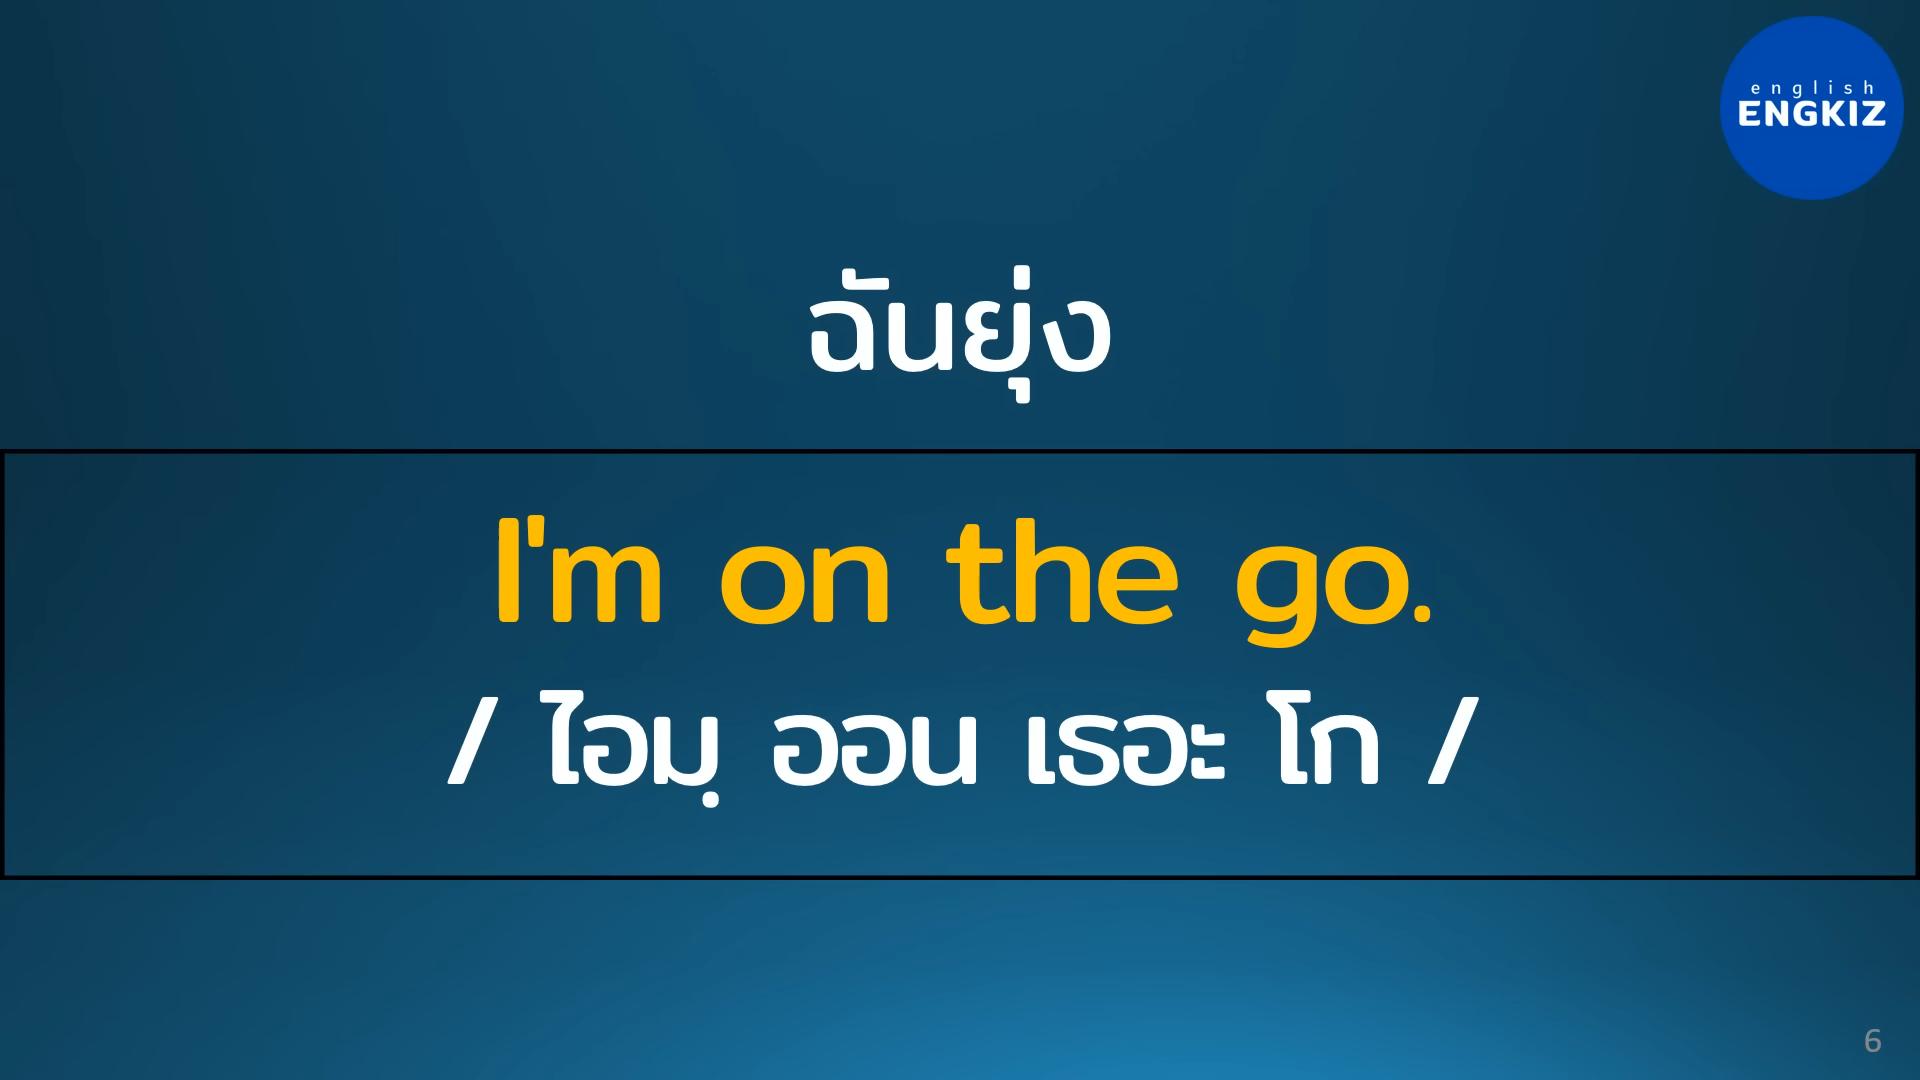 english
ENGKIZ
ฉันยุ่ง
I'm on the go.
/ ไอมฺ ออน เธอะ โก /
6